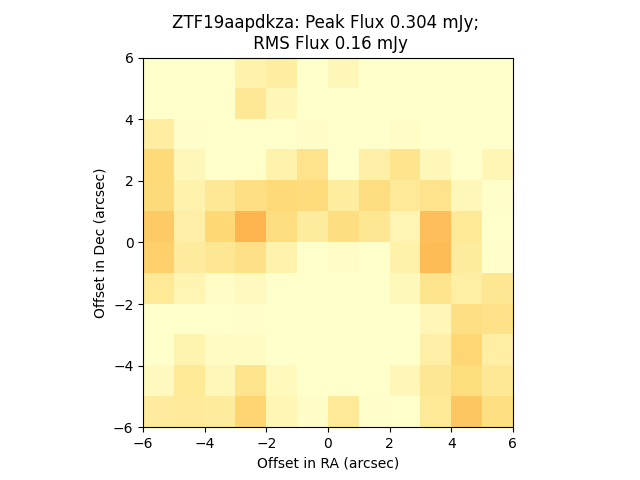 ZTF19aapdkza: Peak Flux 0.304 mJy;
RMS Flux 0.16 mJy
6
4
2
0
−2
−4
−6
Offset in Dec (arcsec)
−6 −4 −2 0 2 4 6
Offset in RA (arcsec)